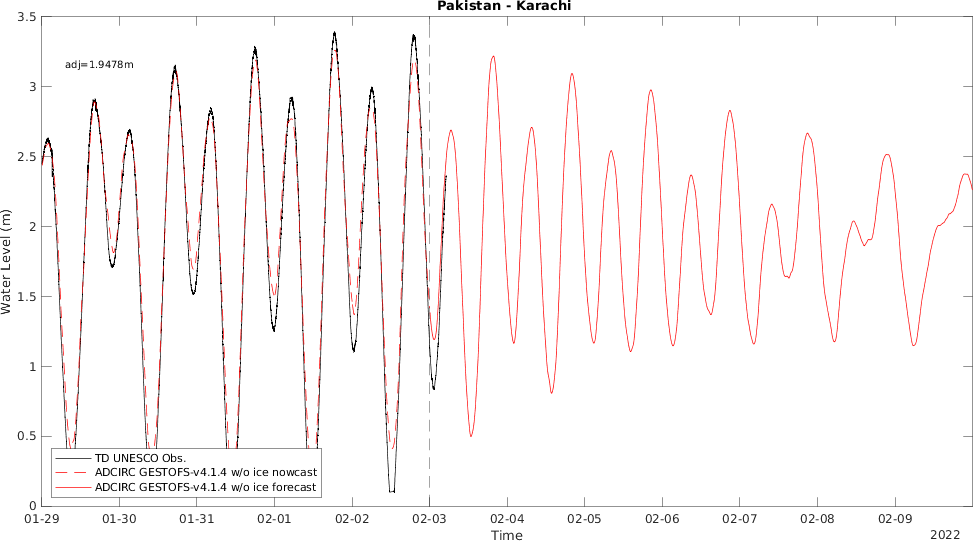 Pakistan - Karachi
adj=1.9478m
Water Level (m)
3.5
3
2.5
2
1.5
1
0.5
0
TD UNESCO Obs.
ADCIRC GESTOFS-v4.1.4 w/o ice nowcast
ADCIRC GESTOFS-v4.1.4 w/o ice forecast
01-29 01-30 01-31 02-01 02-02 02-03 02-04 02-05 02-06 02-07 02-08 02-09
Time
2022